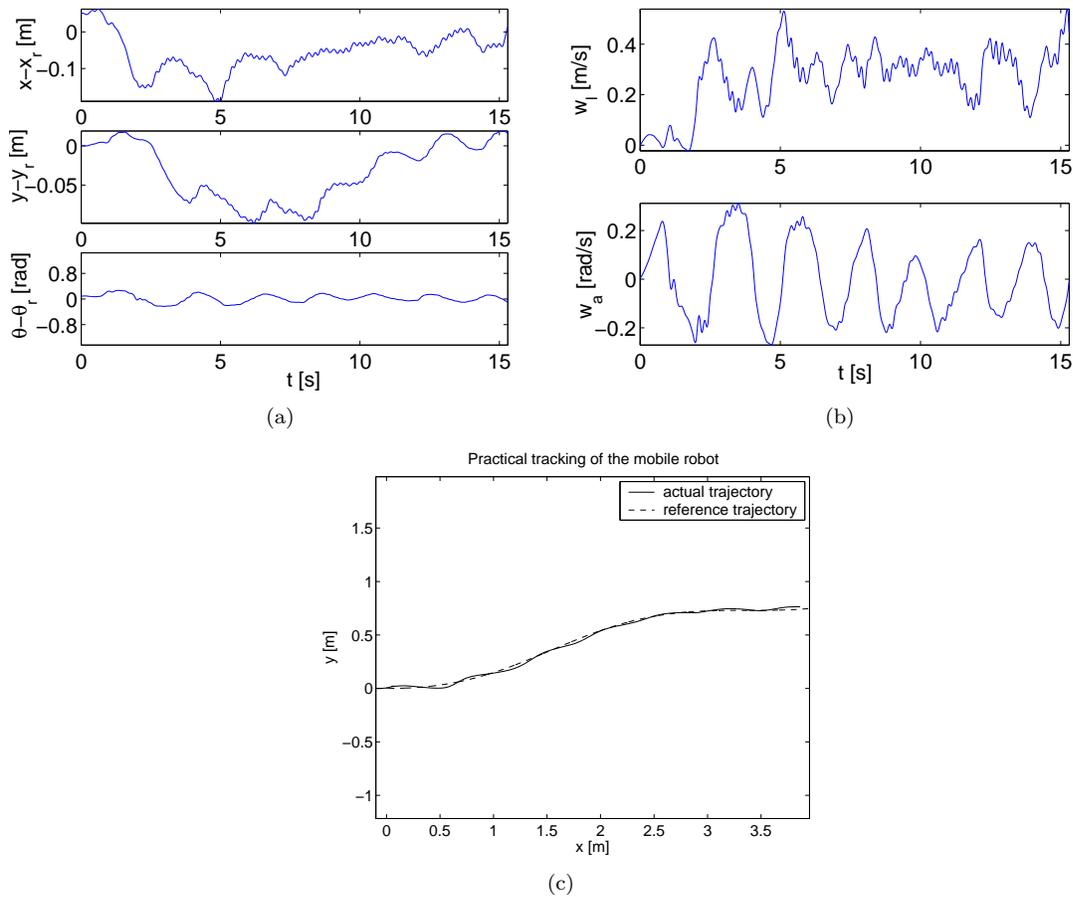 x−x_r [m]
0
−0.1
0 5 10 15
y−y_r [m]
0
−0.05
0 5 10 15
θ−θ_r [rad]
0.8
0
−0.8
0 5 10 15
t [s]
(a)
w_l [m/s]
0.4
0.2
0
0 5 10 15
w_a [rad/s]
0.2
0
−0.2
0 5 10 15
t [s]
(b)
Practical tracking of the mobile robot
actual trajectory
reference trajectory
y [m]
1.5
1
0.5
0
−0.5
−1
0 0.5 1 1.5 2 2.5 3 3.5
x [m]
(c)